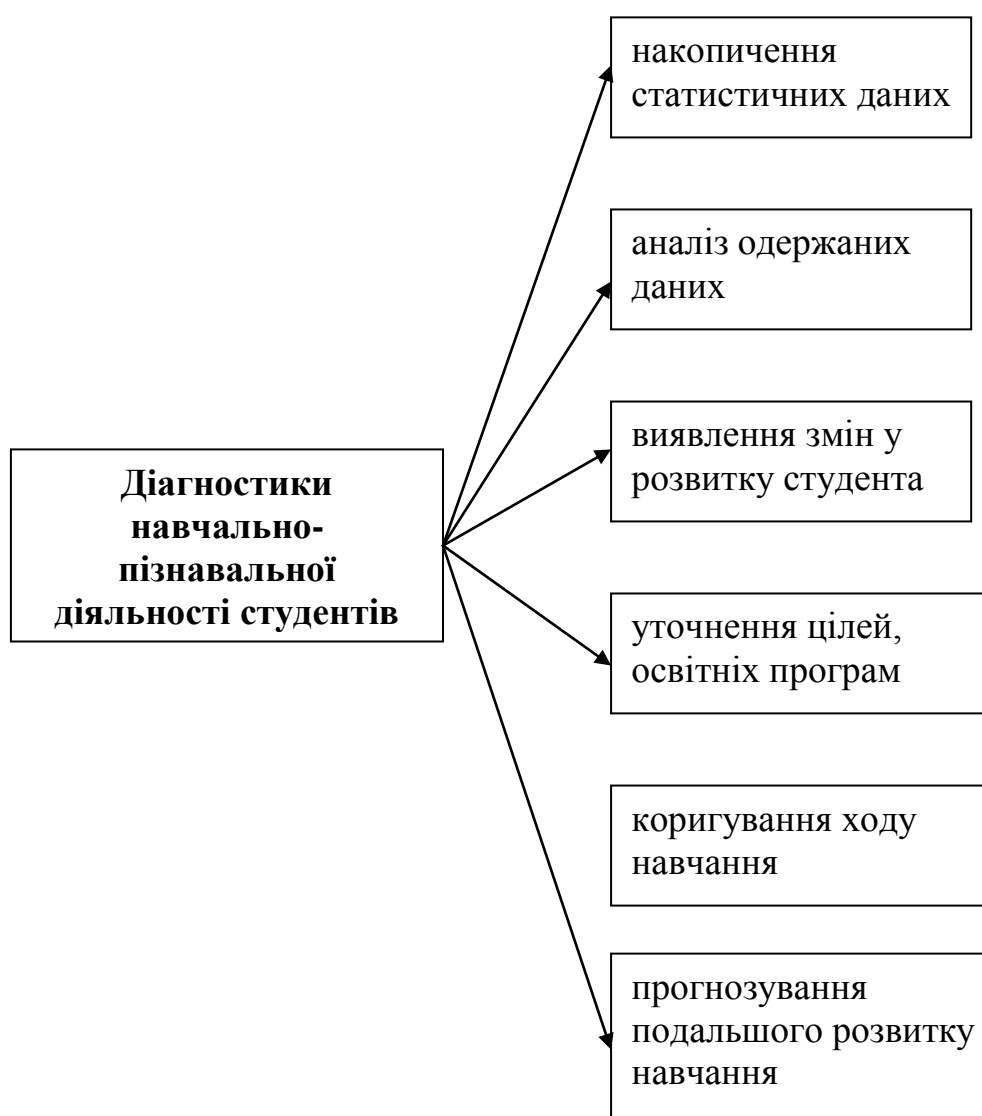 накопичення
статистичних даних
аналіз одержаних
даних
виявлення змін у
розвитку студента
Діагностики
навчально-
пізнавальної
діяльності студентів
уточнення цілей,
освітніх програм
коригування ходу
навчання
прогнозування
подальшого розвитку
навчання